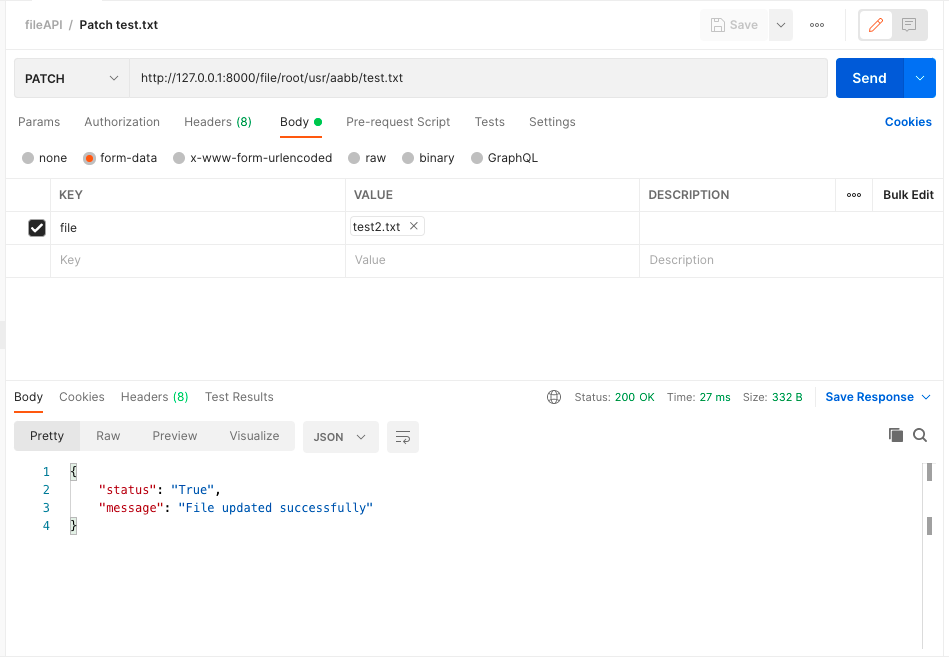 fileAPI / Patch test.txt Save
PATCH http://127.0.0.1:8000/file/root/usr/aabb/test.txt Send
Params Authorization Headers (8) Body Pre-request Script Tests Settings Cookies
none form-data x-www-form-urlencoded raw binary GraphQL
KEY VALUE DESCRIPTION Bulk Edit
file test2.txt
Key Value Description
Body Cookies Headers (8) Test Results Status: 200 OK Time: 27 ms Size: 332 B Save Response
Pretty Raw Preview Visualize JSON
1 {
2 "status": "True",
3 "message": "File updated successfully"
4 }